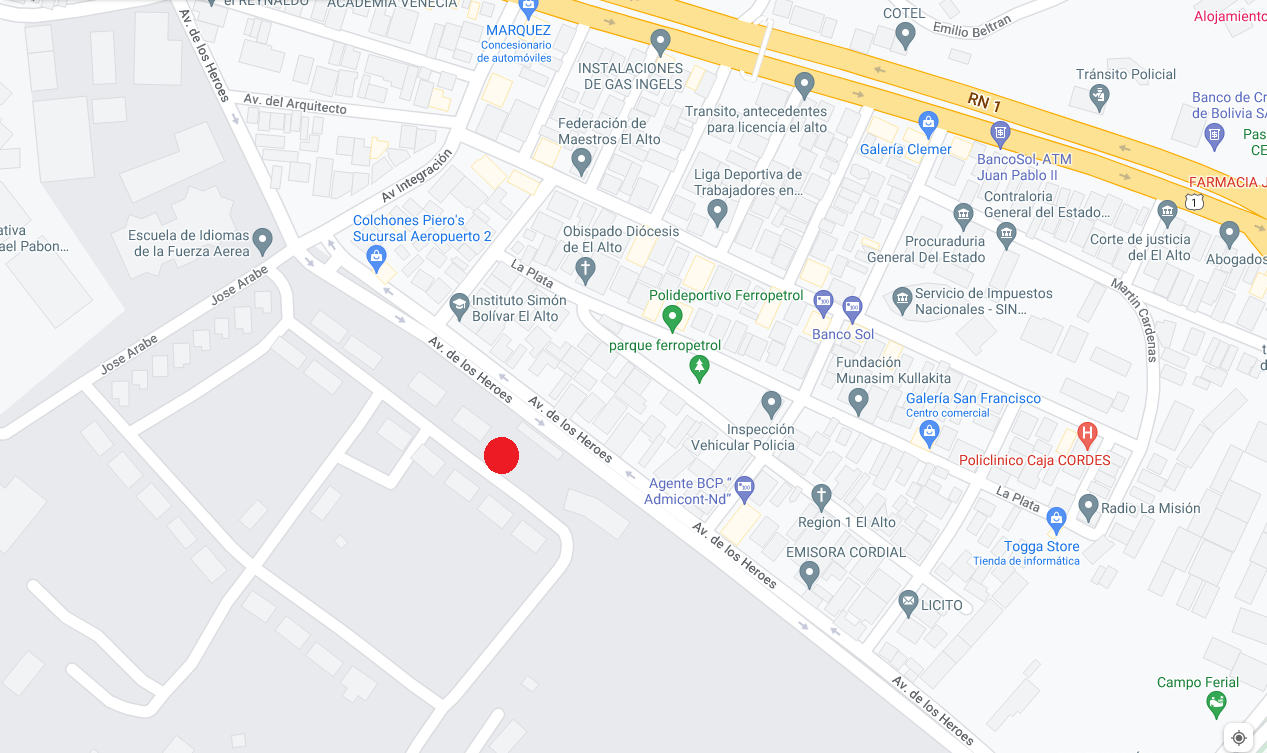 el REYNALDO
ACADEMIA VENECIA
MARQUEZ
Concesionario
de automóviles
COTEL
Emilio Beltran
Alojamiento
Av. de los Heroes
INSTALACIONES
DE GAS INGELS
Tránsito Policial
RN 1
Av. del Arquitecto
Transito, antecedentes
para licencia el alto
Banco de Cr
de Bolivia SA
Federación de
Maestros El Alto
Galería Clemer
BancoSol, ATM
Juan Pablo II
Pas
CE
Av Integración
Liga Deportiva de
Trabajadores en...
FARMACIA J
1
Contraloria
General del Estado...
Colchones Piero's
Sucursal Aeropuerto 2
Escuela de Idiomas
de la Fuerza Aerea
ativa
ael Pabon...
Obispado Diócesis
de El Alto
Procuraduria
General Del Estado
Corte de justicia
del El Alto
Abogados
La Plata
Jose Arabe
Polideportivo Ferropetrol
Instituto Simón
Bolívar El Alto
Servicio de Impuestos
Nacionales - SIN...
Martin Cardenas
Banco Sol
parque ferropetrol
Jose Arabe
Av. de los Heroes
Fundación
Munasim Kullakita
Galería San Francisco
Centro comercial
Av. de los Heroes
Inspección
Vehicular Policia
Policlinico Caja CORDES
Agente BCP “
Admicont-Nd”
La Plata
Radio La Misión
Region 1 El Alto
Av. de los Heroes
Togga Store
Tienda de informática
EMISORA CORDIAL
LICITO
Av. de los Heroes
Campo Ferial